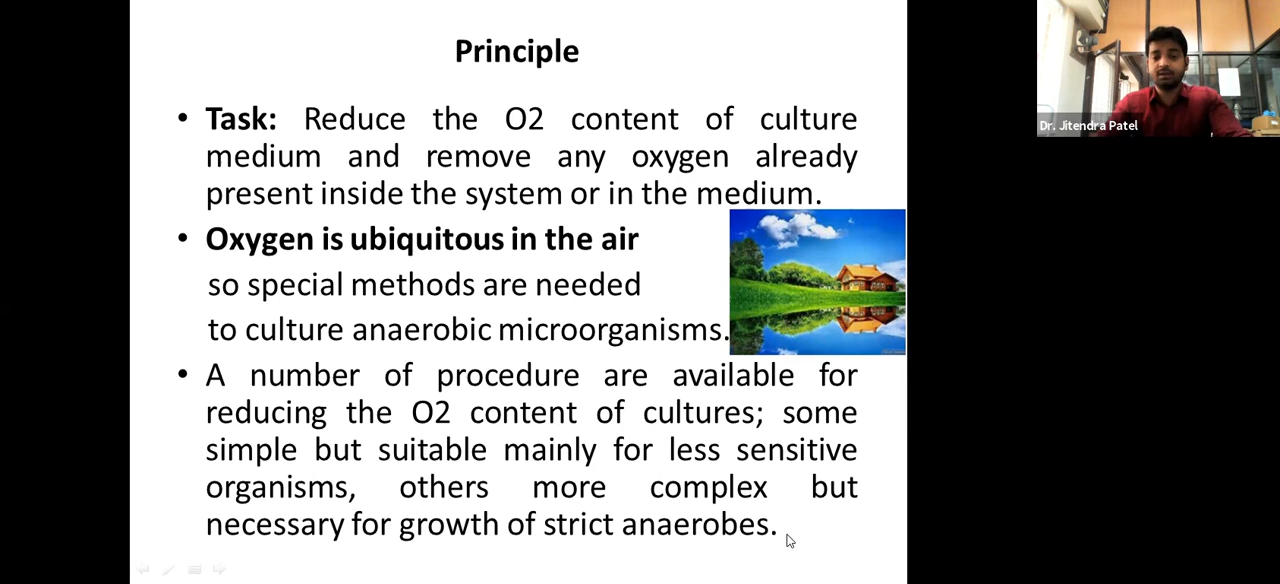 Principle
• Task: Reduce the O2 content of culture
medium and remove any oxygen already
present inside the system or in the medium.
• Oxygen is ubiquitous in the air
so special methods are needed
to culture anaerobic microorganisms.
• A number of procedure are available for
reducing the O2 content of cultures; some
simple but suitable mainly for less sensitive
organisms, others more complex but
necessary for growth of strict anaerobes.
Dr. Jitendra Patel